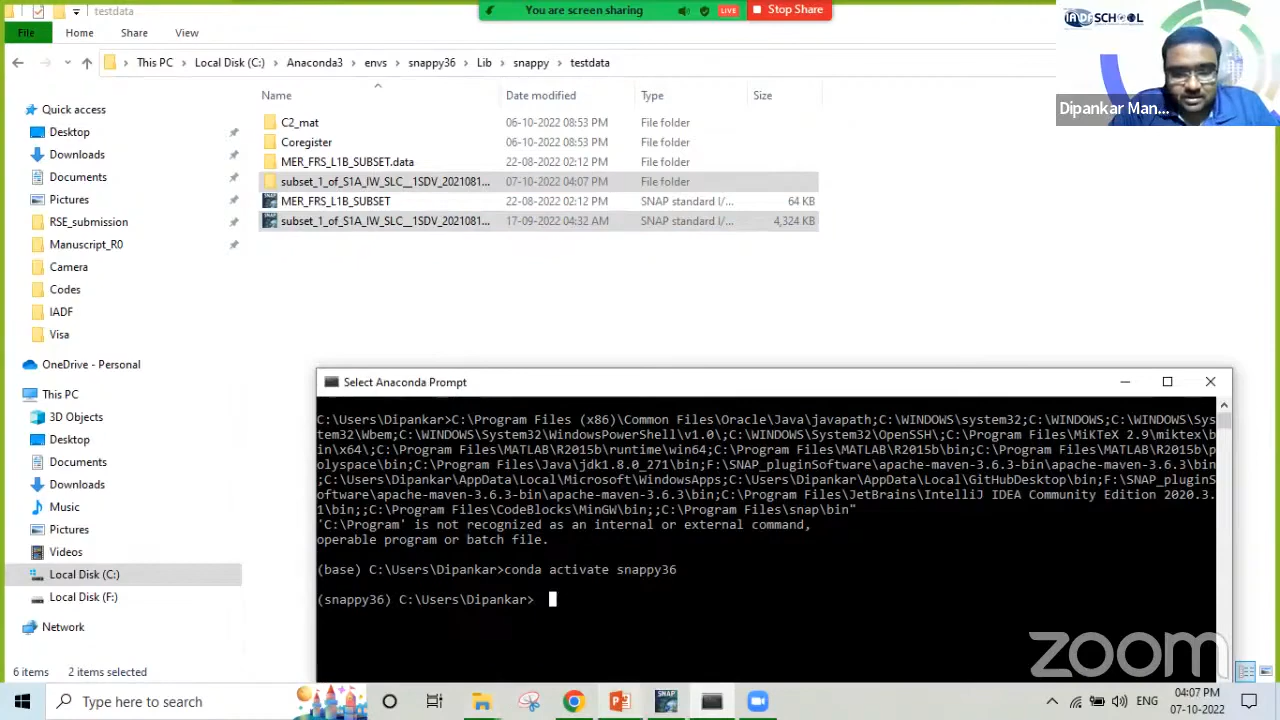 testdata
You are screen sharing
LIVE
Stop Share
File
Home
Share
View
This PC
Local Disk (C:)
Anaconda3
envs
snappy36
Lib
snappy
testdata
SCHOOL
Dipankar Man...
Name
Date modified
Type
Size
C2_mat 06-10-2022 08:53 PM File folder
Coregister 06-10-2022 08:53 PM File folder
MER_FRS_L1B_SUBSET.data 22-08-2022 02:12 PM File folder
subset_1_of_S1A_IW_SLC__1SDV_2021081... 07-10-2022 04:07 PM File folder
MER_FRS_L1B_SUBSET 22-08-2022 02:12 PM SNAP standard I/... 64 KB
subset_1_of_S1A_IW_SLC__1SDV_2021081... 17-09-2022 04:32 AM SNAP standard I/... 4,324 KB
Quick access
Desktop
Downloads
Documents
Pictures
RSE_submission
Manuscript_R0
Camera
Codes
IADF
Visa
OneDrive - Personal
This PC
3D Objects
Desktop
Documents
Downloads
Music
Pictures
Videos
Local Disk (C:)
Local Disk (F:)
Network
6 items
2 items selected
Select Anaconda Prompt
C:\Users\Dipankar>C:\Program Files (x86)\Common Files\Oracle\Java\javapath;C:\WINDOWS\system32;C:\WINDOWS;C:\WINDOWS\Sys
tem32\Wbem;C:\WINDOWS\System32\WindowsPowerShell\v1.0\;C:\WINDOWS\System32\OpenSSH\;C:\Program Files\MiKTeX 2.9\miktex\b
in\x64\;C:\Program Files\MATLAB\R2015b\runtime\win64;C:\Program Files\MATLAB\R2015b\bin;C:\Program Files\MATLAB\R2015b\p
olyspace\bin;C:\Program Files\Java\jdk1.8.0_271\bin;F:\SNAP_pluginSoftware\apache-maven-3.6.3-bin\apache-maven-3.6.3\bin
;C:\Users\Dipankar\AppData\Local\Microsoft\WindowsApps;C:\Users\Dipankar\AppData\Local\GitHubDesktop\bin;F:\SNAP_pluginS
oftware\apache-maven-3.6.3-bin\apache-maven-3.6.3\bin;C:\Program Files\JetBrains\IntelliJ IDEA Community Edition 2020.3.
1\bin;;C:\Program Files\CodeBlocks\MinGW\bin;;C:\Program Files\snap\bin"
'C:\Program' is not recognized as an internal or external command,
operable program or batch file.
(base) C:\Users\Dipankar>conda activate snappy36
(snappy36) C:\Users\Dipankar>
zoom
Type here to search
SNAP
ENG
04:07 PM
07-10-2022